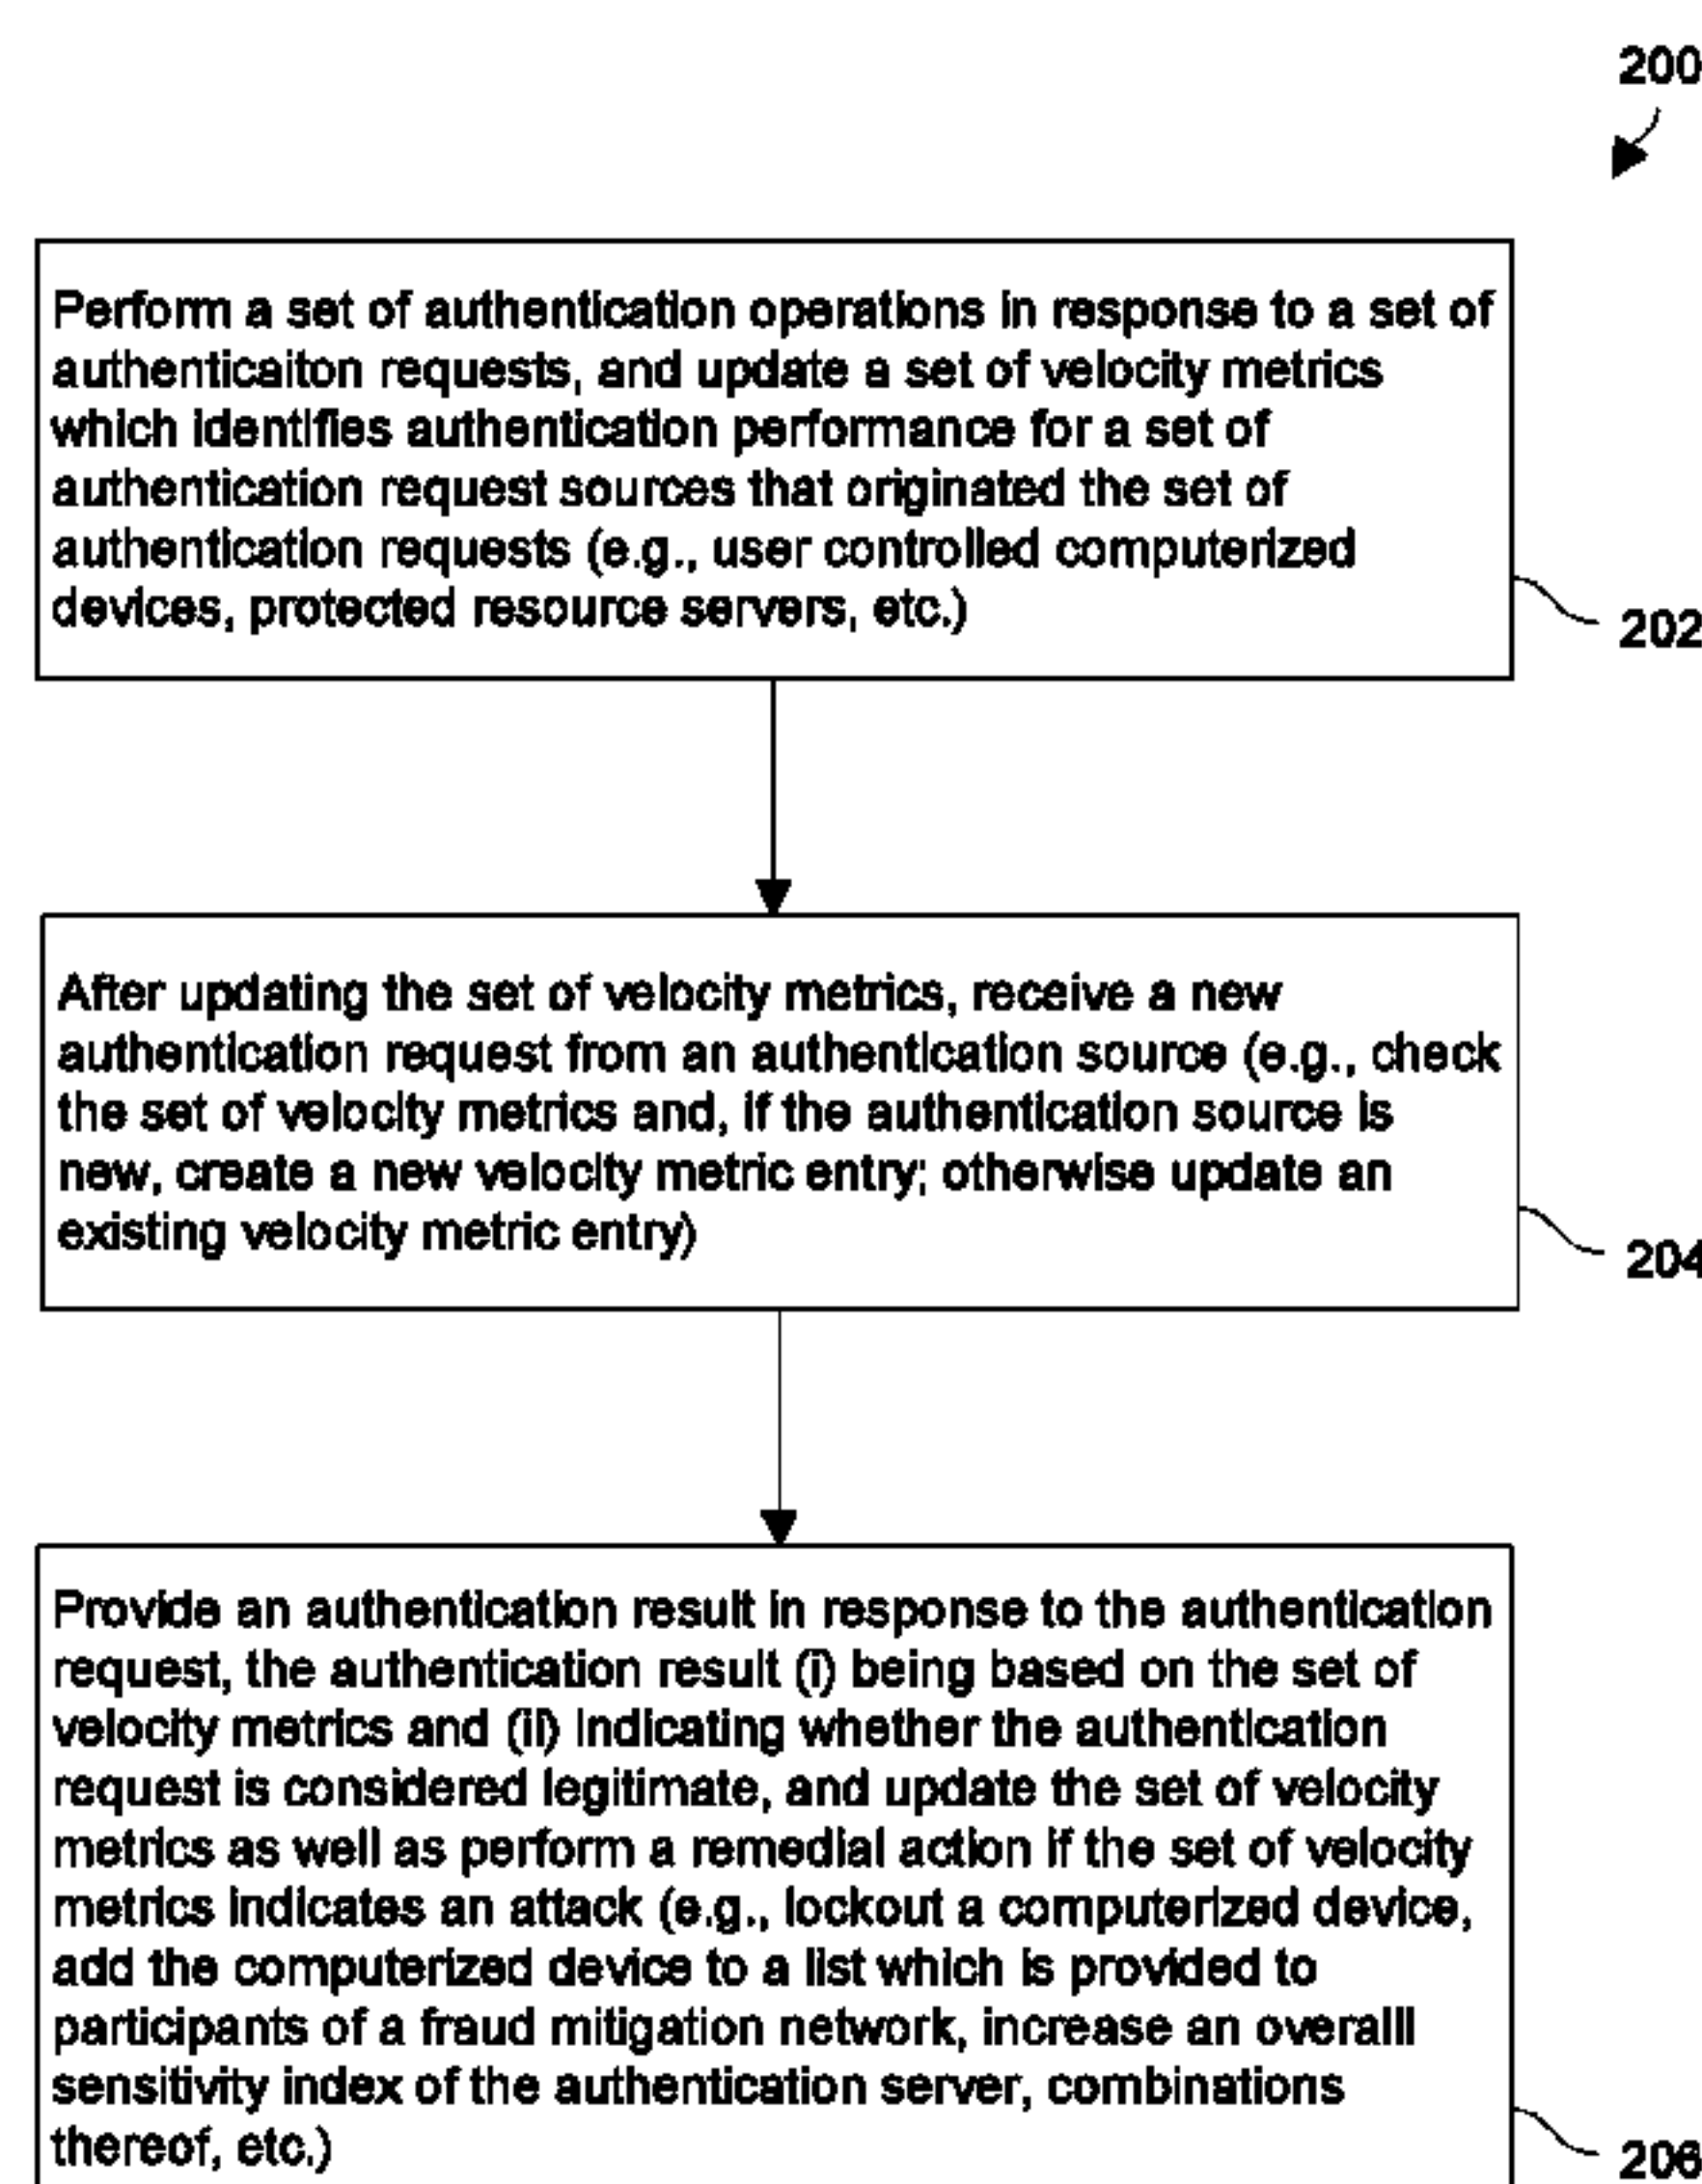 200
Perform a set of authentication operations in response to a set of
authenticaiton requests, and update a set of velocity metrics
which identifies authentication performance for a set of
authentication request sources that originated the set of
authentication requests (e.g., user controlled computerized
devices, protected resource servers, etc.)
202
After updating the set of velocity metrics, receive a new
authentication request from an authentication source (e.g., check
the set of velocity metrics and, if the authentication source is
new, create a new velocity metric entry; otherwise update an
existing velocity metric entry)
204
Provide an authentication result in response to the authentication
request, the authentication result (i) being based on the set of
velocity metrics and (ii) indicating whether the authentication
request is considered legitimate, and update the set of velocity
metrics as well as perform a remedial action if the set of velocity
metrics indicates an attack (e.g., lockout a computerized device,
add the computerized device to a list which is provided to
participants of a fraud mitigation network, increase an overalll
sensitivity index of the authentication server, combinations
thereof, etc.)
206